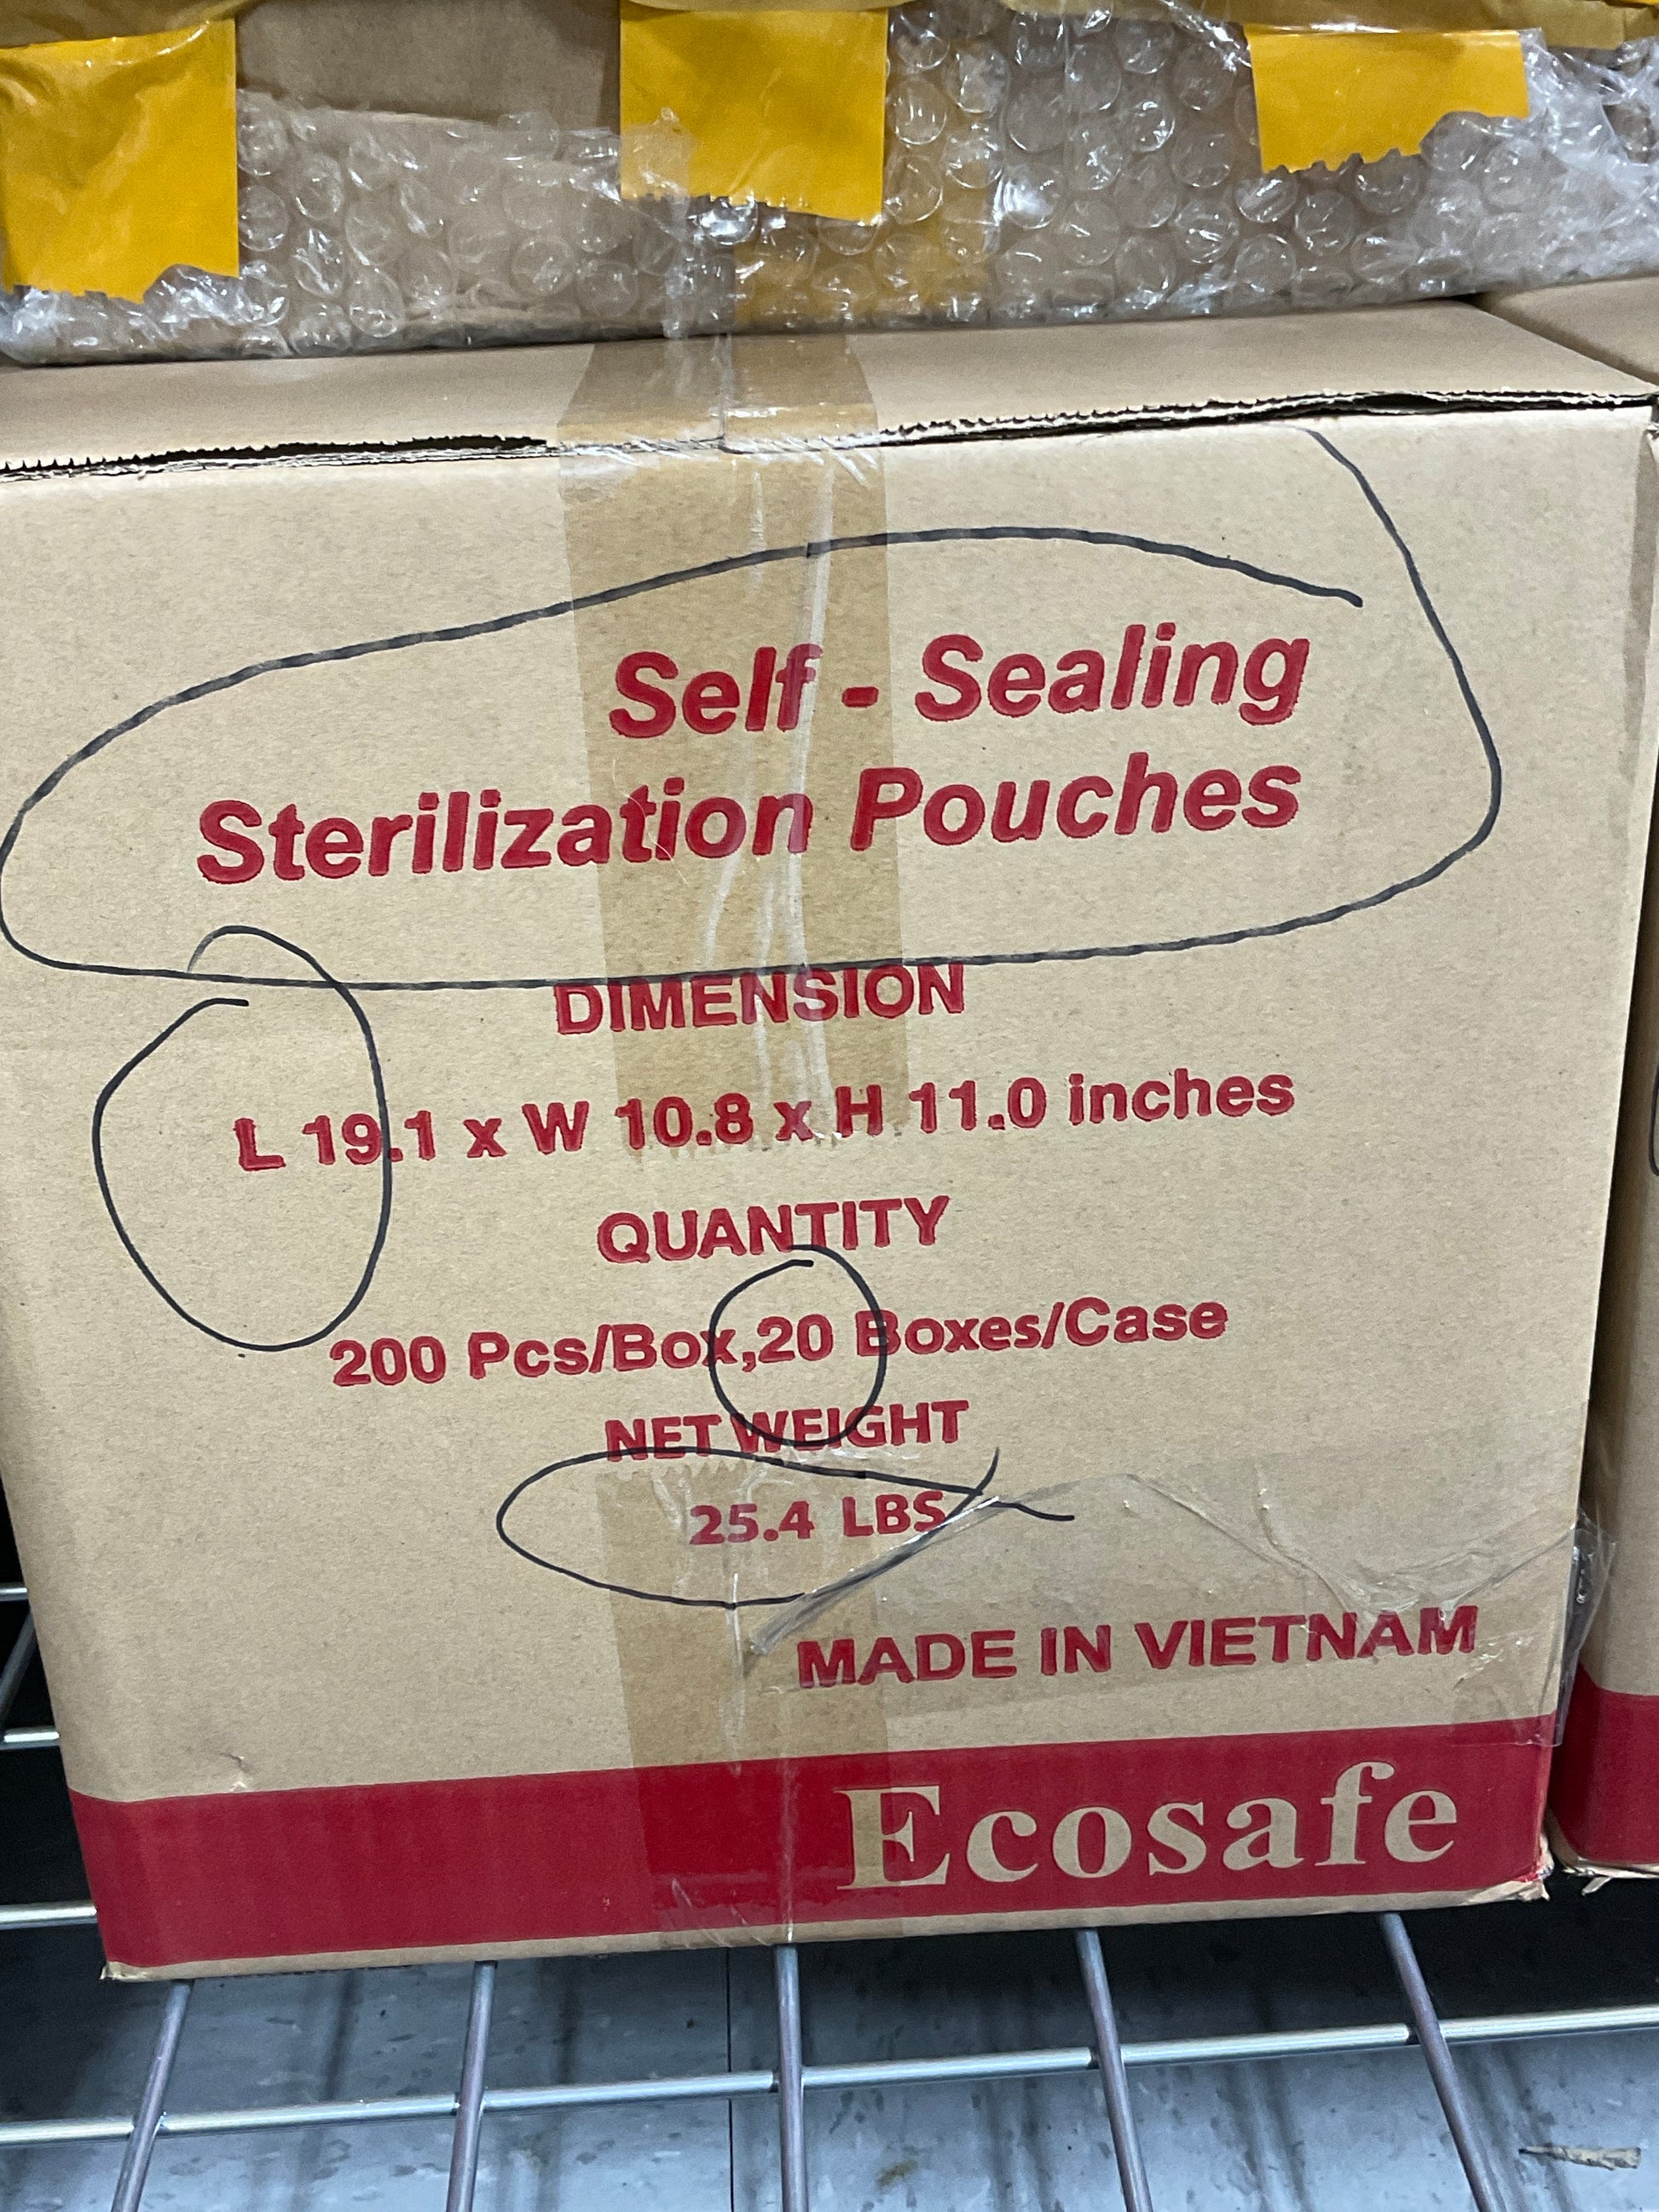 Self - Sealing
Sterilization Pouches
DIMENSION
L 19.1 x W 10.8 x H 11.0 inches
QUANTITY
200 Pcs/Box,20 Boxes/Case
NET WEIGHT
25.4 LBS
MADE IN VIETNAM
Ecosafe